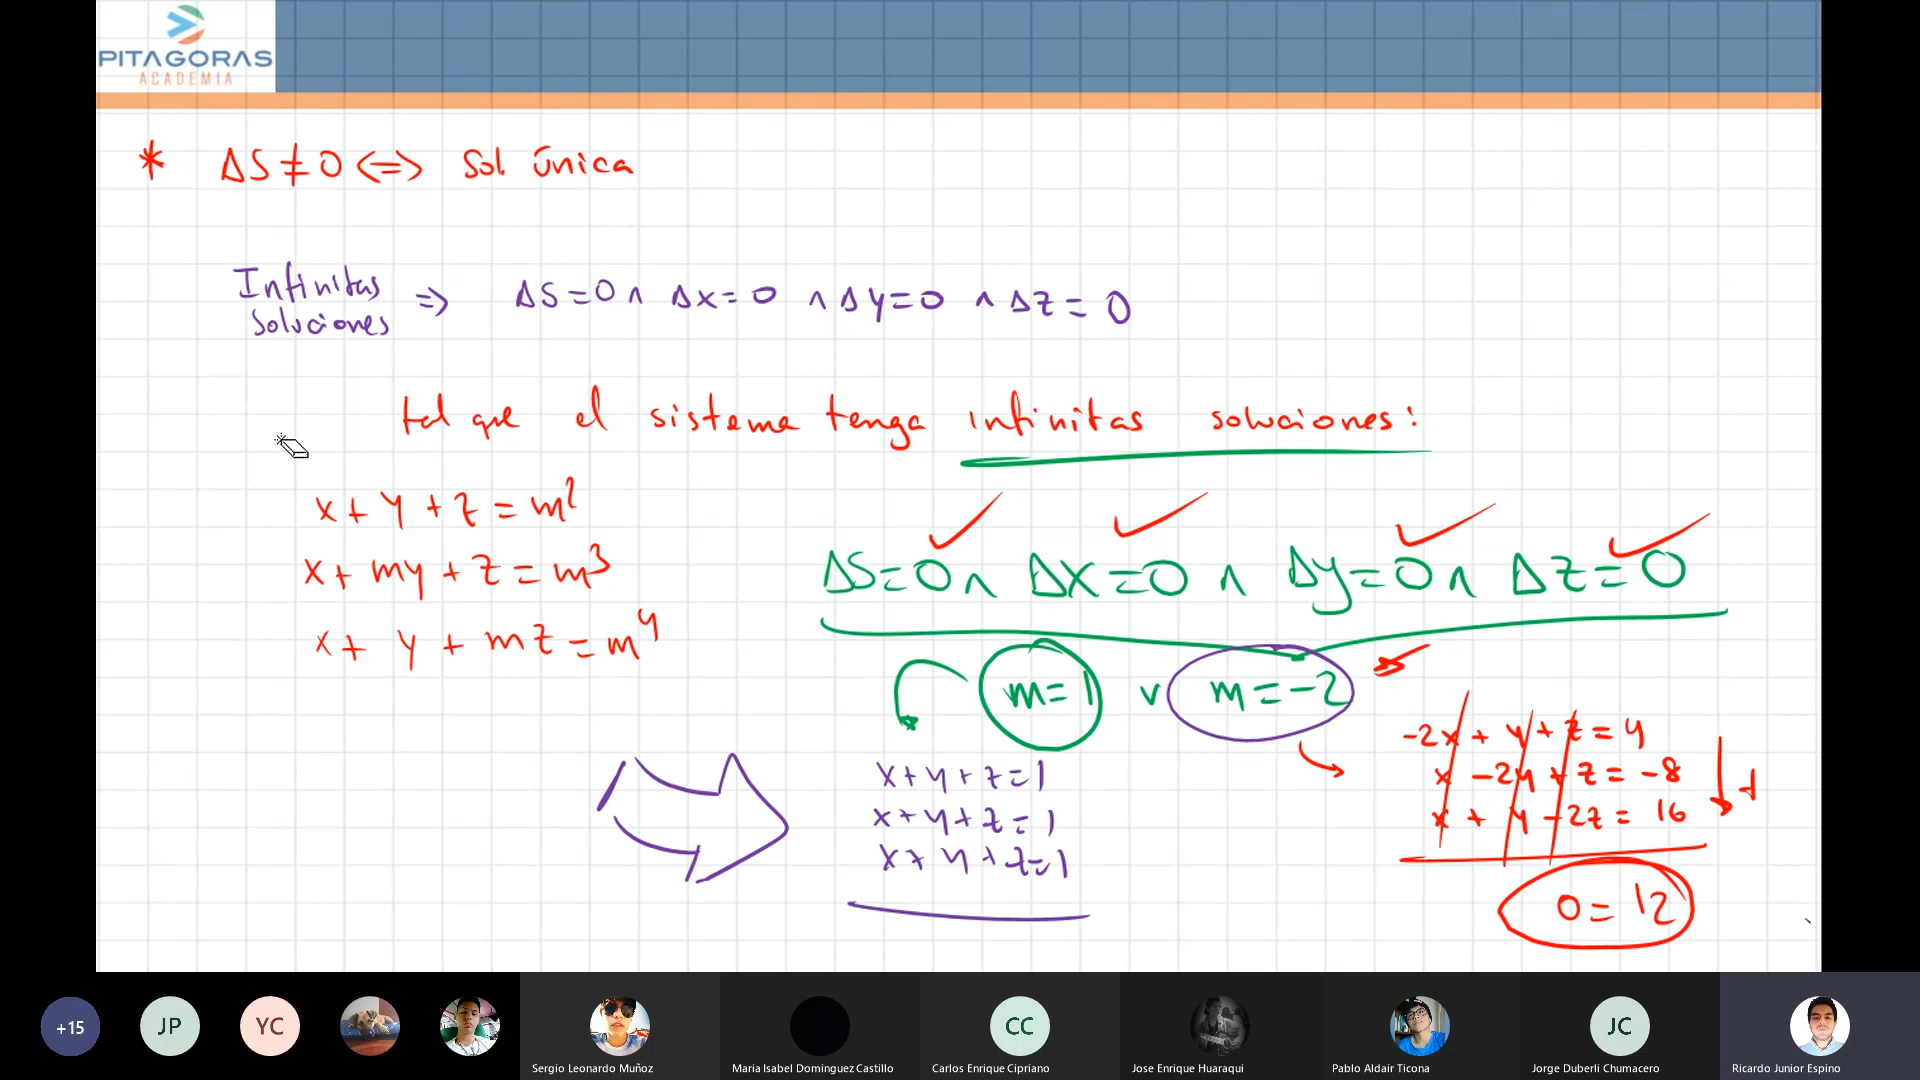 PITAGORAS
ACADEMIA
* ΔS≠0 <=> Sol única
Infinitas soluciones => ΔS=0 ∧ Δx=0 ∧ Δy=0 ∧ Δz=0
tal que el sistema tenga infinitas soluciones:
x+y+z=m²
x+my+z=m³
x+y+mz=m⁴
ΔS=0 ∧ Δx=0 ∧ Δy=0 ∧ Δz=0
m=1 v m=-2
x+y+z=1
x+y+z=1
x+y+z=1
-2x+y+z=4
x-2y+z=-8
x+y-2z=16
+
0=12
+15
JP
YC
CC
JC
Sergio Leonardo Muñoz
Maria Isabel Dominguez Castillo
Carlos Enrique Cipriano
Jose Enrique Huaraqui
Pablo Aldair Ticona
Jorge Duberli Chumacero
Ricardo Junior Espino